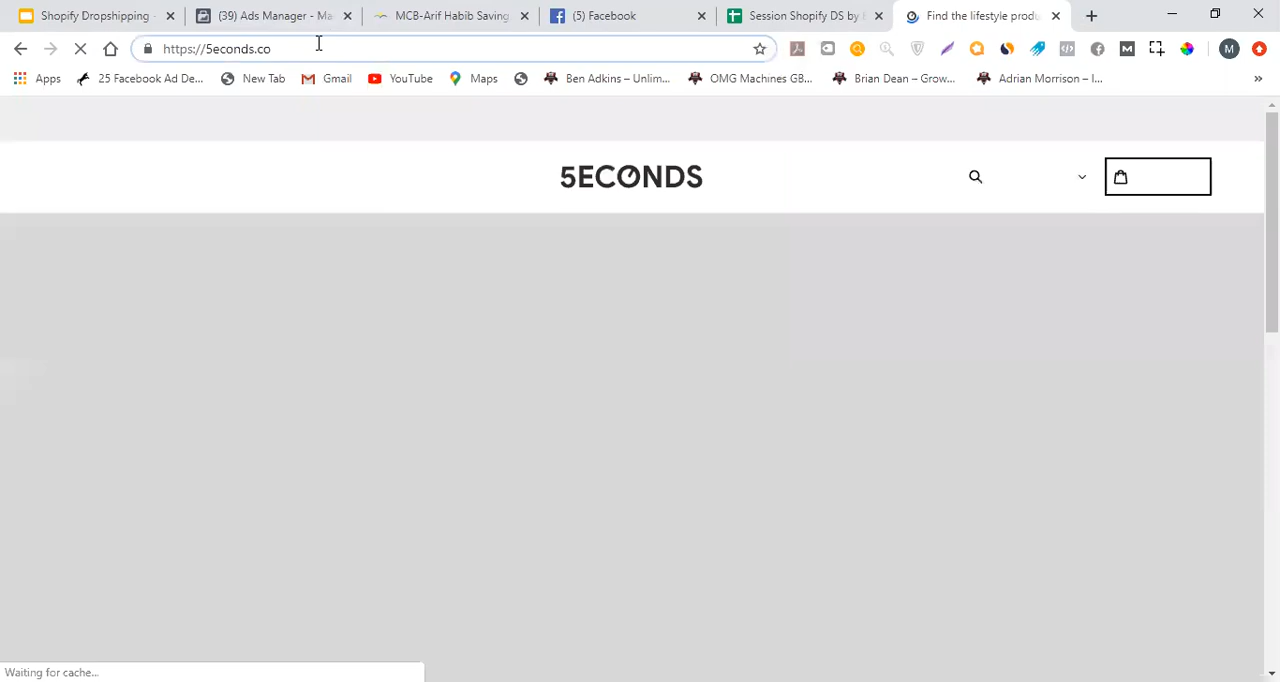 Shopify Dropshipping -
(39) Ads Manager - Ma
MCB-Arif Habib Saving
(5) Facebook
Session Shopify DS by
Find the lifestyle produ
https://5econds.co
Apps
25 Facebook Ad De...
New Tab
Gmail
YouTube
Maps
Ben Adkins – Unlim...
OMG Machines GB...
Brian Dean – Grow...
Adrian Morrison – I...
»
5ECONDS
Waiting for cache...